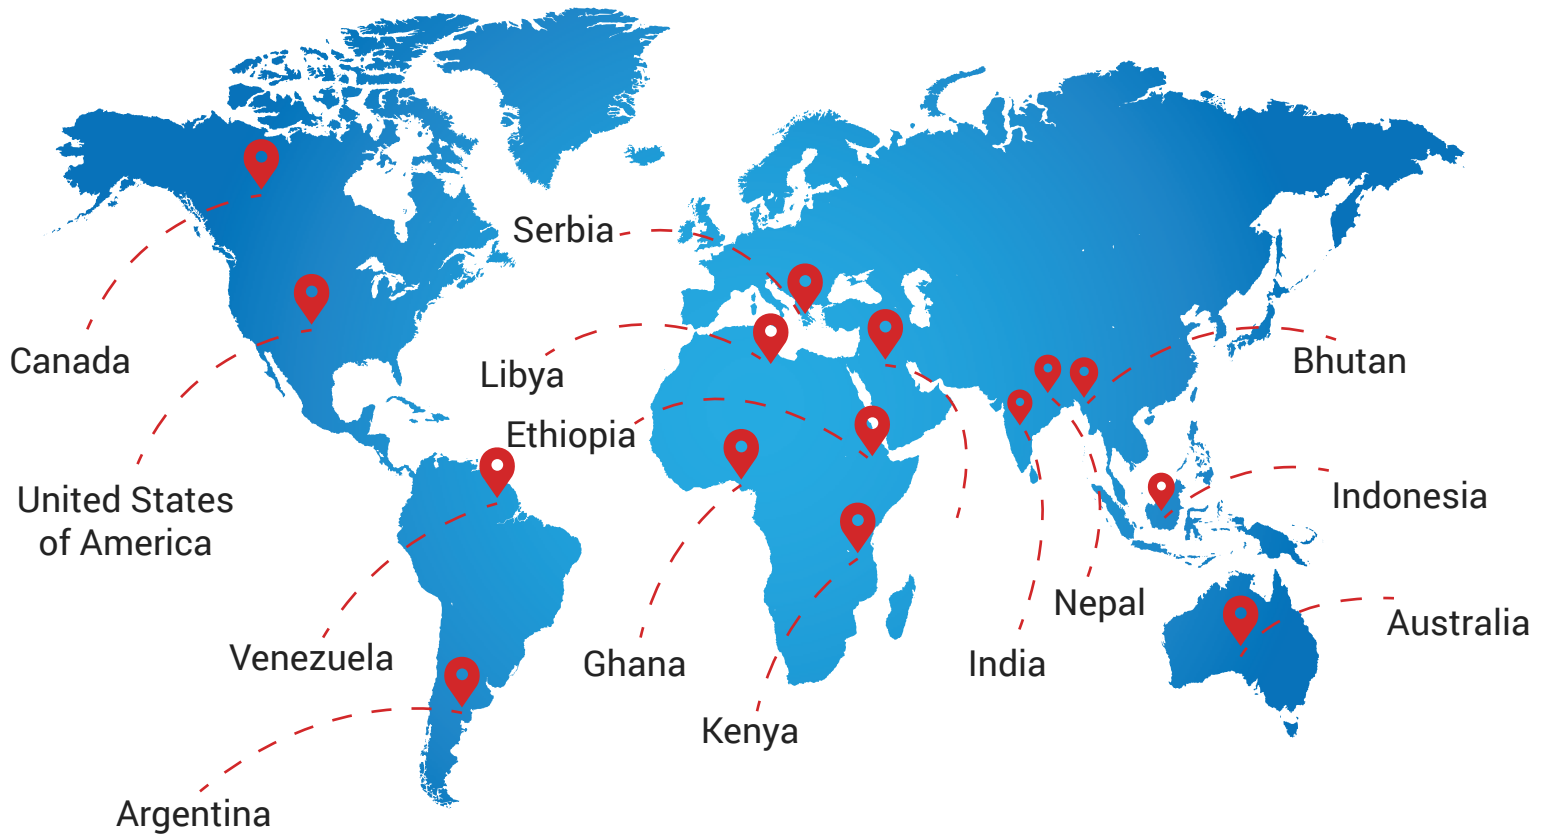 Serbia
Canada
Libya
Bhutan
Ethiopia
United States
of America
Indonesia
Nepal
Australia
Venezuela
Ghana
India
Kenya
Argentina